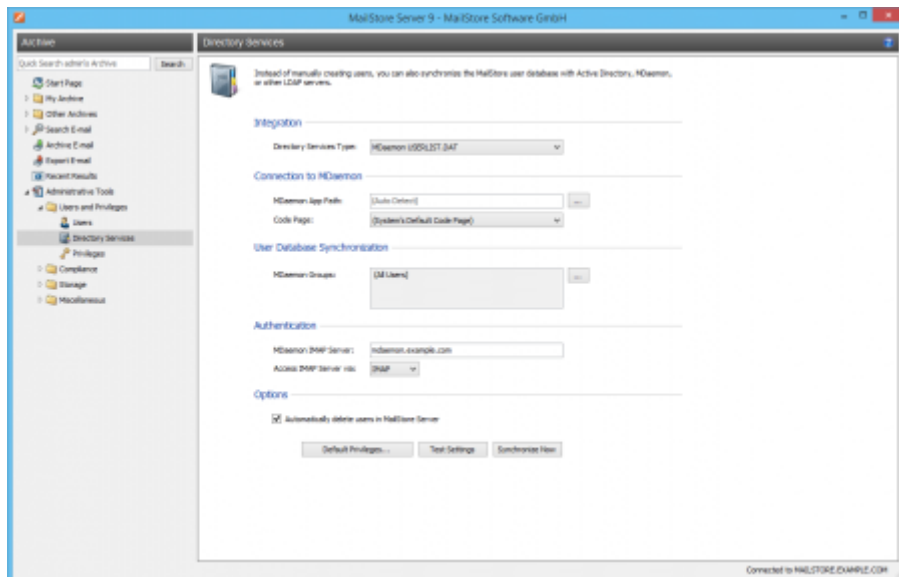 MailStore Server 9 - MailStore Software GmbH
Archive
Directory Services
Quick Search admin's Archive
Search
Start Page
My Archive
Other Archives
Search E-mail
Archive E-mail
Export E-mail
Recent Results
Administrative Tools
Users and Privileges
Users
Directory Services
Privileges
Compliance
Storage
Miscellaneous
Instead of manually creating users, you can also synchronize the MailStore user database with Active Directory, MDaemon,
or other LDAP servers.
Integration
Directory Services Type: MDaemon USERLIST.DAT
Connection to MDaemon
MDaemon App Path: (Auto Detect) ...
Code Page: (System's Default Code Page)
User Database Synchronization
MDaemon Groups: (All Users) ...
Authentication
MDaemon IMAP Server: mdaemon.example.com
Access IMAP Server via: IMAP
Options
Automatically delete users in MailStore Server
Default Privileges... Test Settings Synchronize Now
Connected to MAILSTORE.EXAMPLE.COM